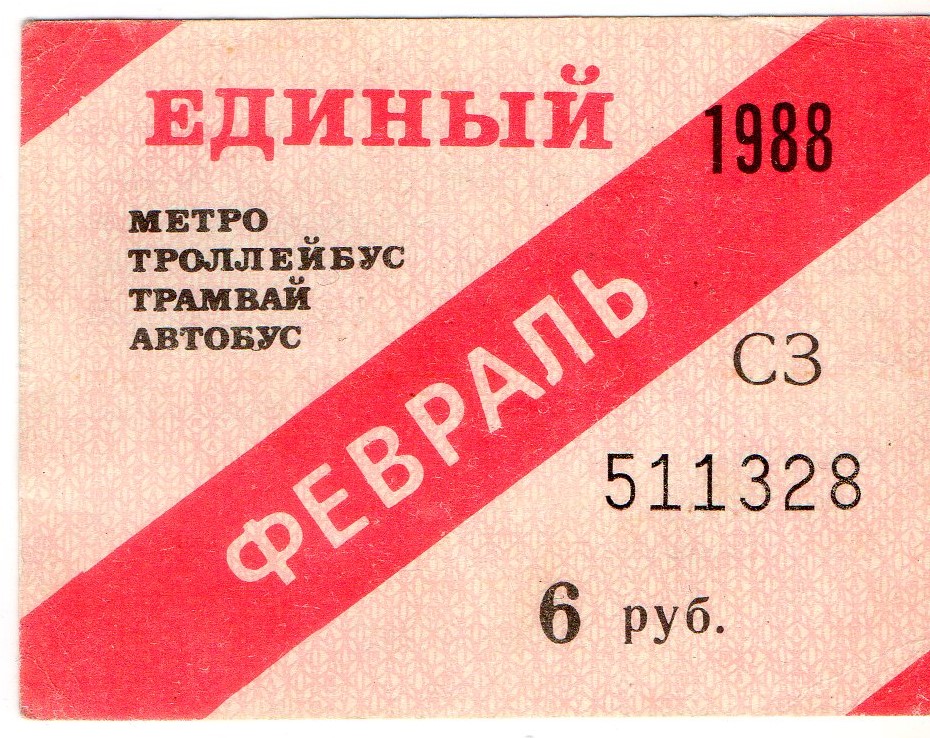 ЕДИНЫЙ
1988
МЕТРО
ТРОЛЛЕЙБУС
ТРАМВАЙ
АВТОБУС
ФЕВРАЛЬ
СЗ
511328
6 руб.